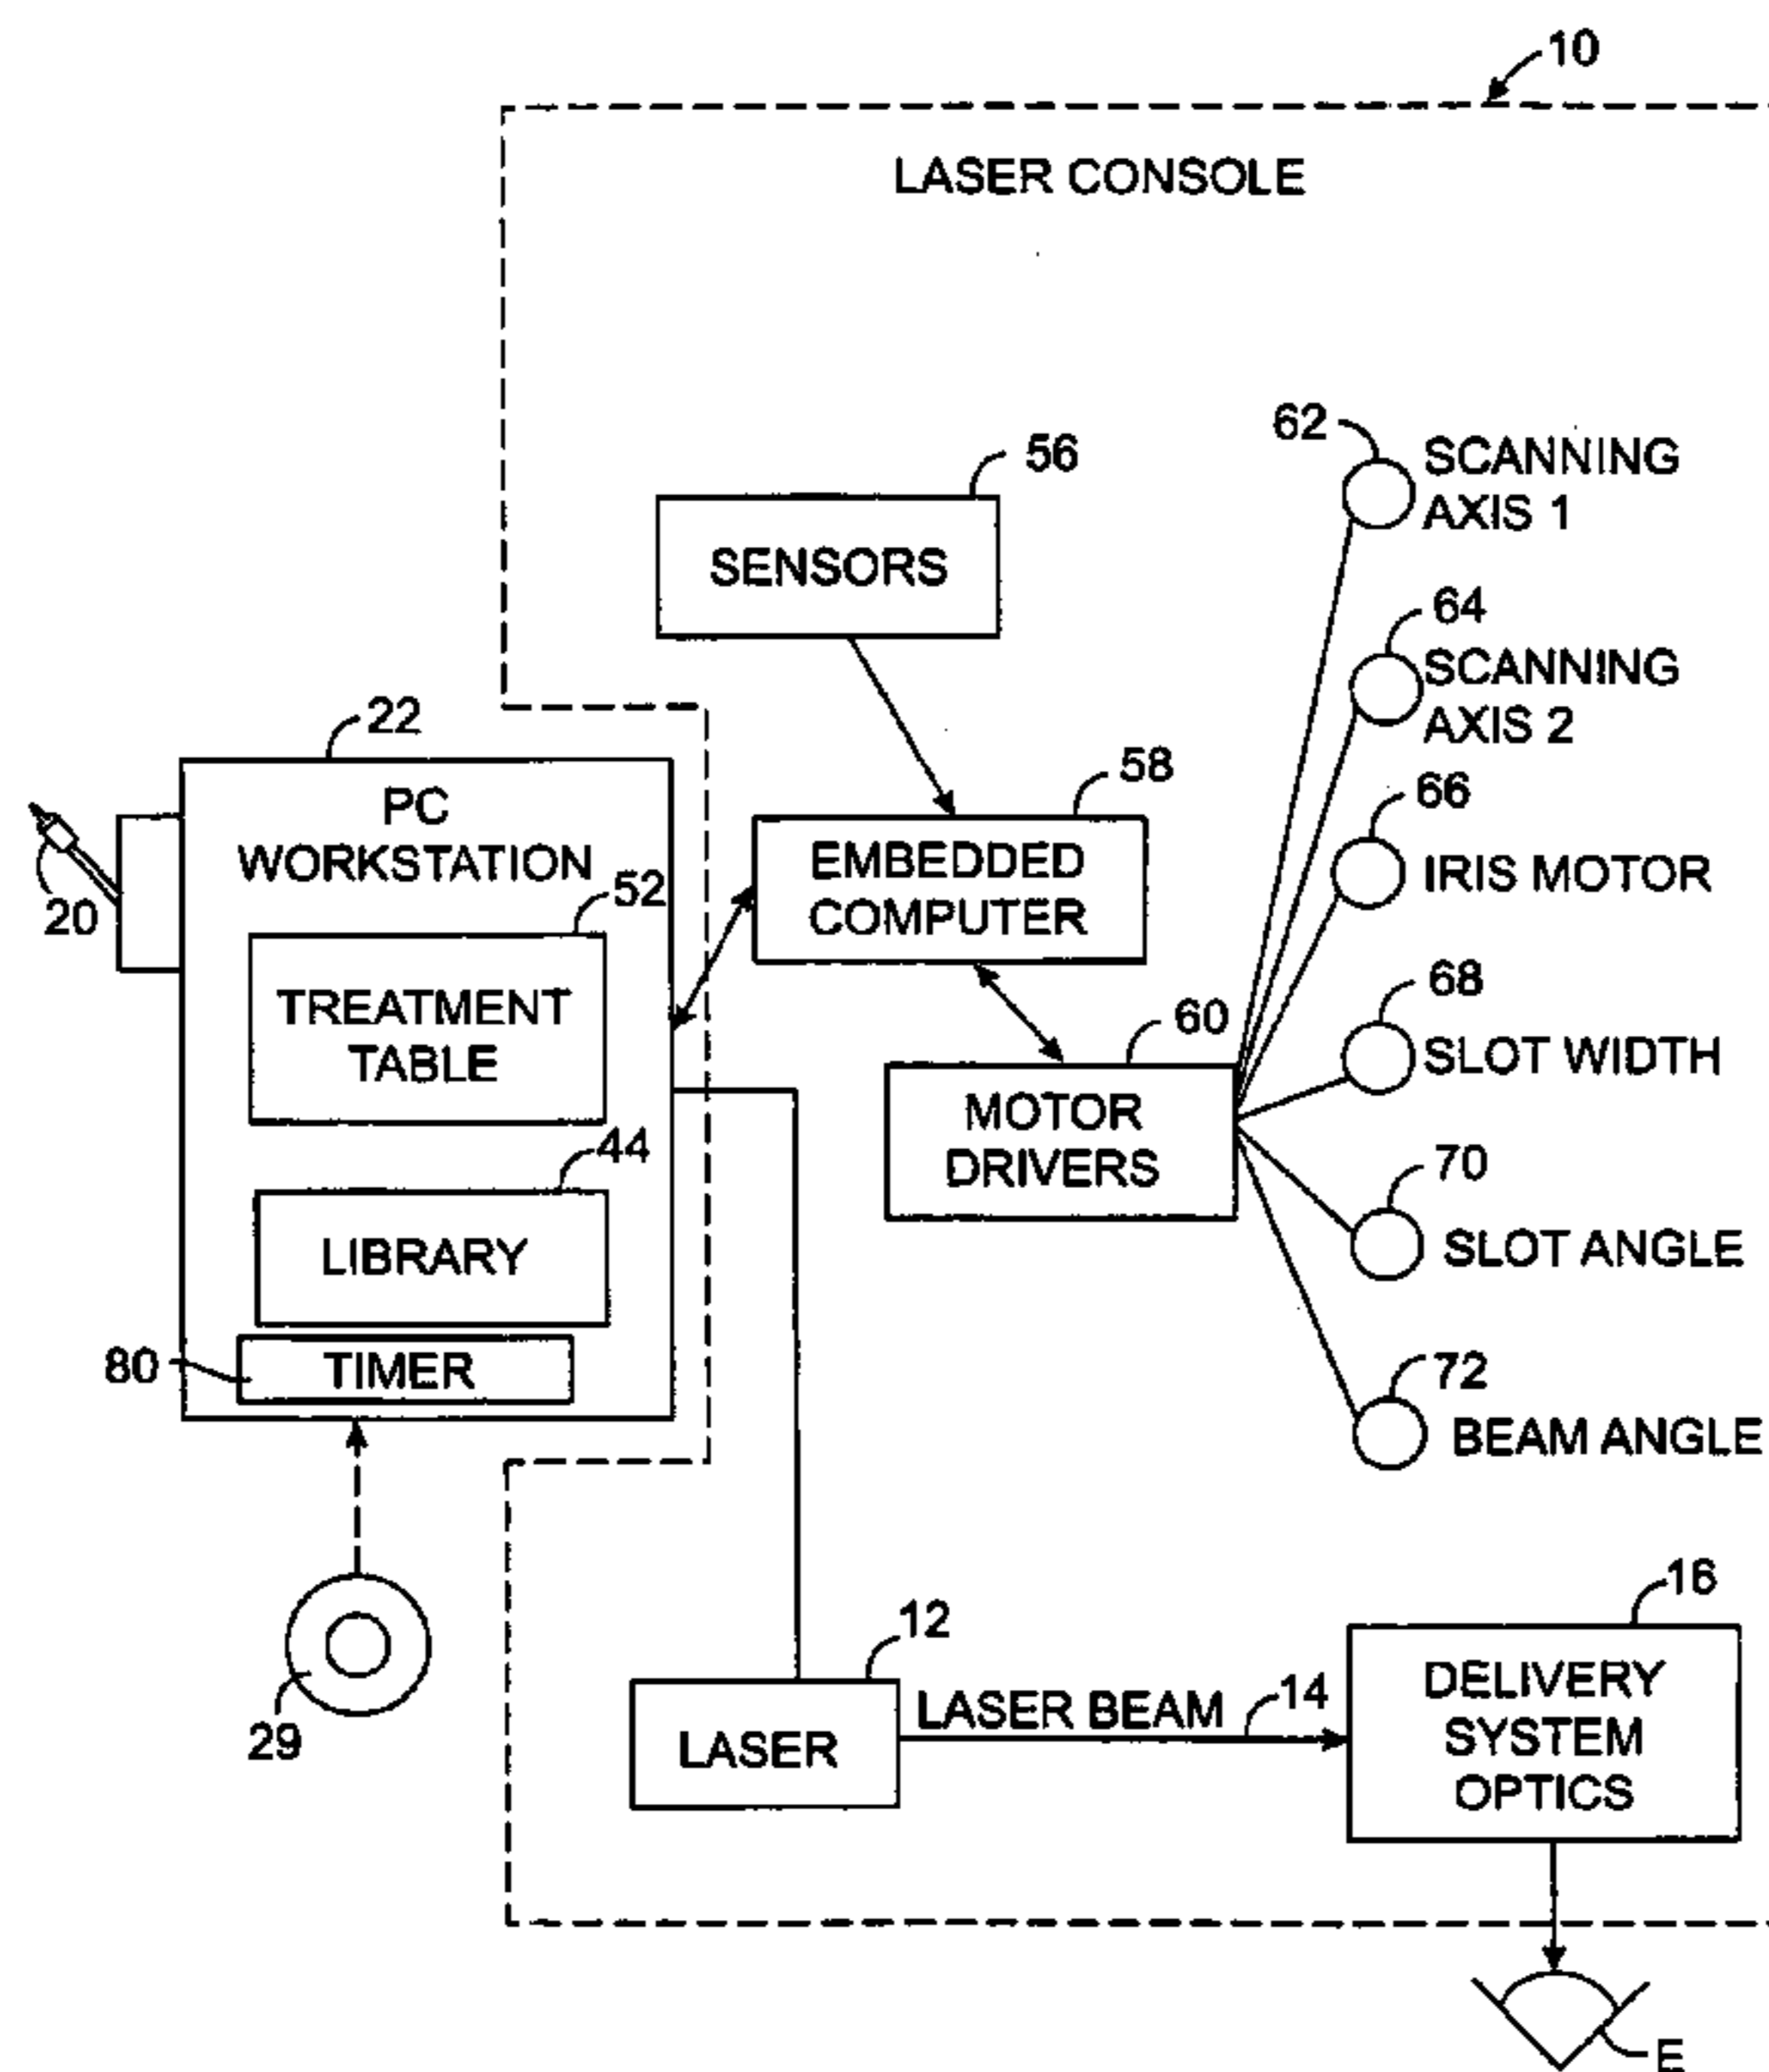 10
LASER CONSOLE
62
SCANNING
AXIS 1
56
SENSORS
64
SCANNING
AXIS 2
22
PC
WORKSTATION
20
52
TREATMENT
TABLE
58
EMBEDDED
COMPUTER
66
IRIS MOTOR
68
SLOT WIDTH
60
MOTOR
DRIVERS
44
LIBRARY
70
SLOT ANGLE
80
TIMER
72
BEAM ANGLE
29
12
LASER
LASER BEAM
14
16
DELIVERY
SYSTEM
OPTICS
E